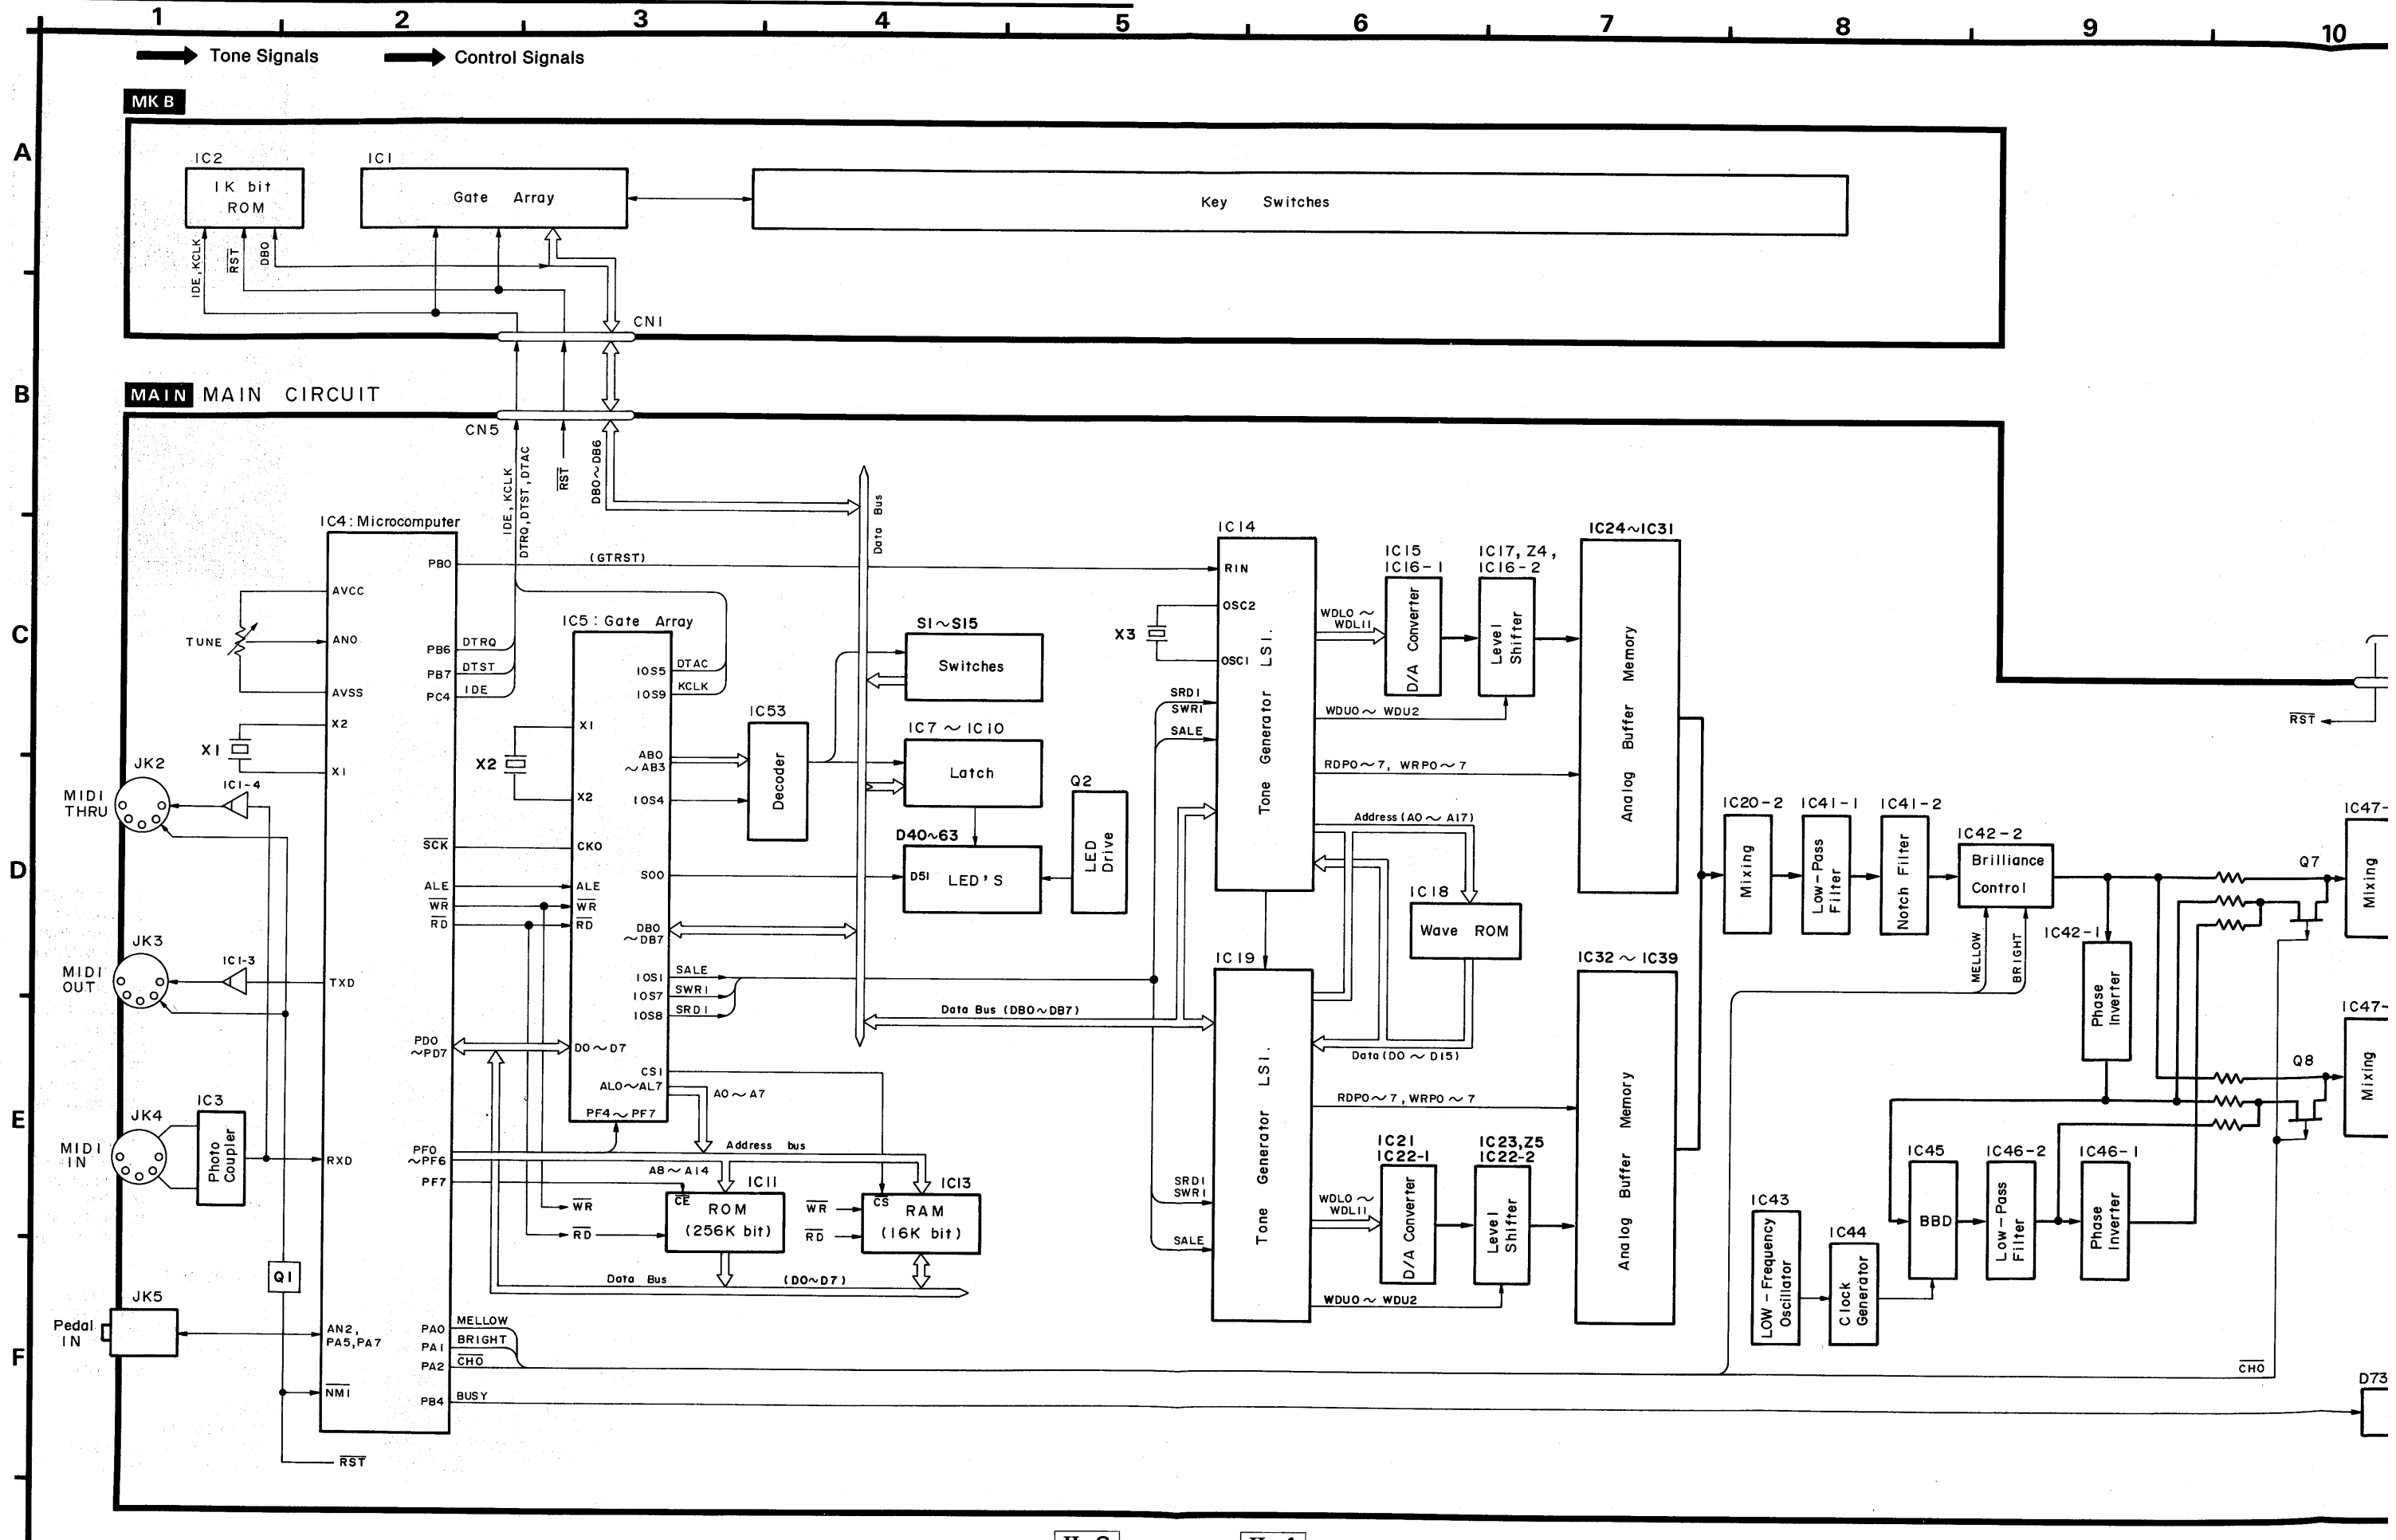 1 2 3 4 5 6 7 8 9 10
Tone Signals Control Signals
MK B
A
IC2
1K bit
ROM
IC1
Gate Array
Key Switches
IDE, KCLK
RST
DB0
CN1
B
MAIN MAIN CIRCUIT
CN5
IDE, KCLK
DTRQ, DTST, DTAC
RST
DB0~DB6
Data Bus
C
IC4: Microcomputer
PB0
(GTRST)
AVCC
TUNE
AN0
AVSS
PB6 DTRQ
PB7 DTST
PC4 IDE
X2
X1
X1
IC5: Gate Array
IOS5 DTAC
IOS9 KCLK
X1
X2
X2
AB0
~AB3
IOS4
IC53
Decoder
S1~S15
Switches
IC7 ~ IC10
Latch
Q2
LED
Drive
D40~63
D51 LED'S
IC14
RIN
OSC2
OSC1
X3
Tone Generator LSI.
SRD1
SWR1
SALE
WDL0 ~
WDL11
IC15
IC16-1
D/A Converter
IC17, Z4,
IC16-2
Level
Shifter
WDU0~ WDU2
RDP0~7, WRP0~7
IC24~IC31
Analog Buffer Memory
RST
D
JK2
MIDI
THRU
IC1-4
SCK
CK0
ALE
ALE
WR
WR
RD
RD
SO0
DB0
~DB7
Address (A0 ~ A17)
IC18
Wave ROM
IC20-2
Mixing
IC41-1
Low-Pass
Filter
IC41-2
Notch Filter
IC42-2
Brilliance
Control
MELLOW
BRIGHT
IC42-1
Phase
Inverter
Q7
IC47-
Mixing
JK3
MIDI
OUT
IC1-3
TXD
IOS1 SALE
IOS7 SWR1
IOS8 SRD1
Data Bus (DB0~DB7)
IC19
Tone Generator LSI.
Data (D0 ~ D15)
IC32 ~ IC39
Analog Buffer Memory
IC47-
Mixing
Q8
E
PD0
~PD7
D0~D7
CS1
AL0~AL7
A0~A7
PF4~PF7
JK4
MIDI
IN
IC3
Photo
Coupler
RXD
PF0
~PF6
PF7
Address bus
A8~A14
WR
RD
IC11
CE
ROM
(256K bit)
WR
RD
IC13
CS
RAM
(16K bit)
Data Bus (D0~D7)
RDP0~7, WRP0~7
SRD1
SWR1
SALE
WDL0~
WDL11
IC21
IC22-1
D/A Converter
IC23,Z5
IC22-2
Level
Shifter
WDU0~ WDU2
IC43
LOW-Frequency
Oscillator
IC44
Clock
Generator
IC45
BBD
IC46-2
Low-Pass
Filter
IC46-1
Phase
Inverter
F
Q1
JK5
Pedal
IN
AN2,
PA5,PA7
PA0 MELLOW
PA1 BRIGHT
PA2 CHO
CHO
NMI
PB4 BUSY
D73
RST